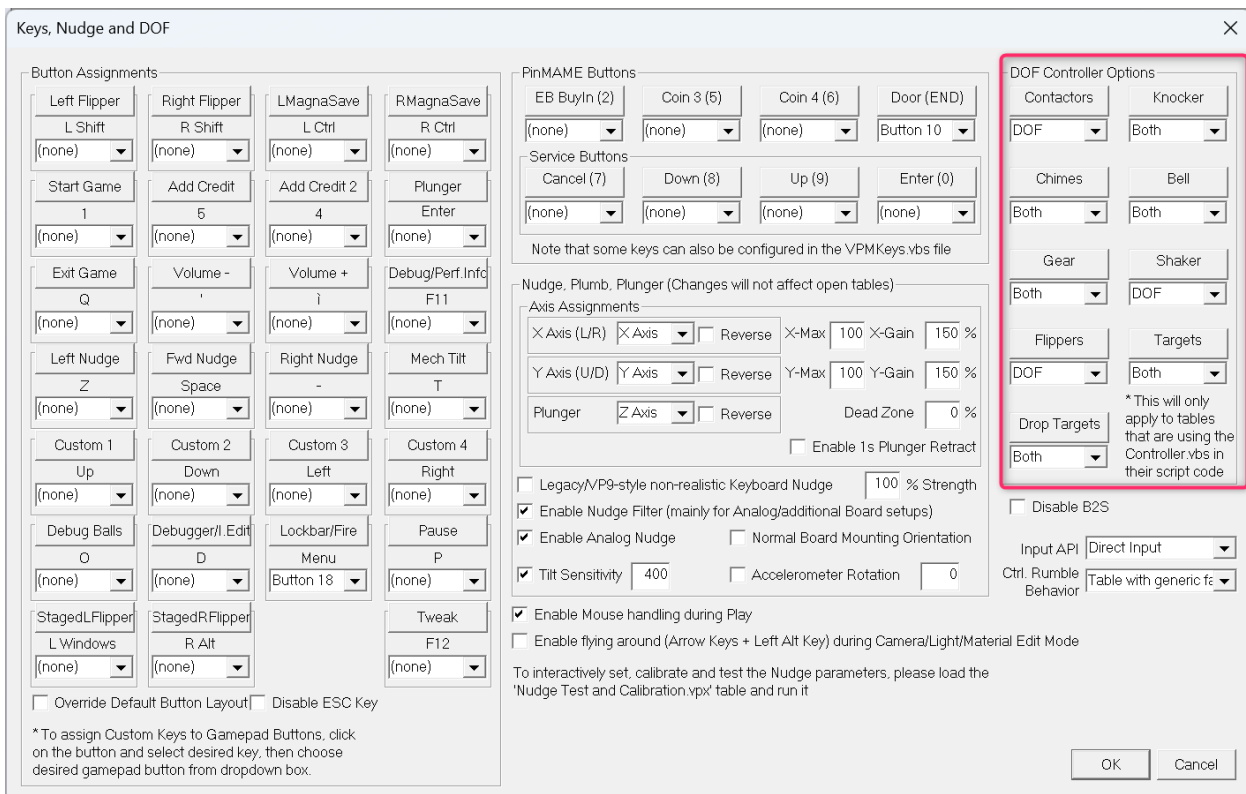 Keys, Nudge and DOF
Button Assignments
Left Flipper Right Flipper LMagnaSave RMagnaSave
L Shift R Shift L Ctrl R Ctrl
(none) (none) (none) (none)
Start Game Add Credit Add Credit 2 Plunger
1 5 4 Enter
(none) (none) (none) (none)
Exit Game Volume - Volume + Debug/Perf.Info
Q ' ì F11
(none) (none) (none) (none)
Left Nudge Fwd Nudge Right Nudge Mech Tilt
Z Space - T
(none) (none) (none) (none)
Custom 1 Custom 2 Custom 3 Custom 4
Up Down Left Right
(none) (none) (none) (none)
Debug Balls Debugger/I.Edit Lockbar/Fire Pause
O D Menu P
(none) (none) Button 18 (none)
StagedLFlipper StagedRFlipper Tweak
L Windows R Alt F12
(none) (none) (none)
Override Default Button Layout Disable ESC Key
* To assign Custom Keys to Gamepad Buttons, click
on the button and select desired key, then choose
desired gamepad button from dropdown box.
PinMAME Buttons
EB BuyIn (2) Coin 3 (5) Coin 4 (6) Door (END)
(none) (none) (none) Button 10
Service Buttons
Cancel (7) Down (8) Up (9) Enter (0)
(none) (none) (none) (none)
Note that some keys can also be configured in the VPMKeys.vbs file
Nudge, Plumb, Plunger (Changes will not affect open tables)
Axis Assignments
X Axis (L/R) X Axis Reverse X-Max 100 X-Gain 150 %
Y Axis (U/D) Y Axis Reverse Y-Max 100 Y-Gain 150 %
Plunger Z Axis Reverse Dead Zone 0 %
Enable 1s Plunger Retract
Legacy/VP9-style non-realistic Keyboard Nudge 100 % Strength
Enable Nudge Filter (mainly for Analog/additional Board setups)
Enable Analog Nudge Normal Board Mounting Orientation
Tilt Sensitivity 400 Accelerometer Rotation 0
Enable Mouse handling during Play
Enable flying around (Arrow Keys + Left Alt Key) during Camera/Light/Material Edit Mode
To interactively set, calibrate and test the Nudge parameters, please load the
'Nudge Test and Calibration.vpx' table and run it
DOF Controller Options
Contactors Knocker
DOF Both
Chimes Bell
Both Both
Gear Shaker
Both DOF
Flippers Targets
DOF Both
Drop Targets
Both
* This will only
apply to tables
that are using the
Controller.vbs in
their script code
Disable B2S
Input API Direct Input
Ctrl. Rumble
Behavior Table with generic fa
OK Cancel